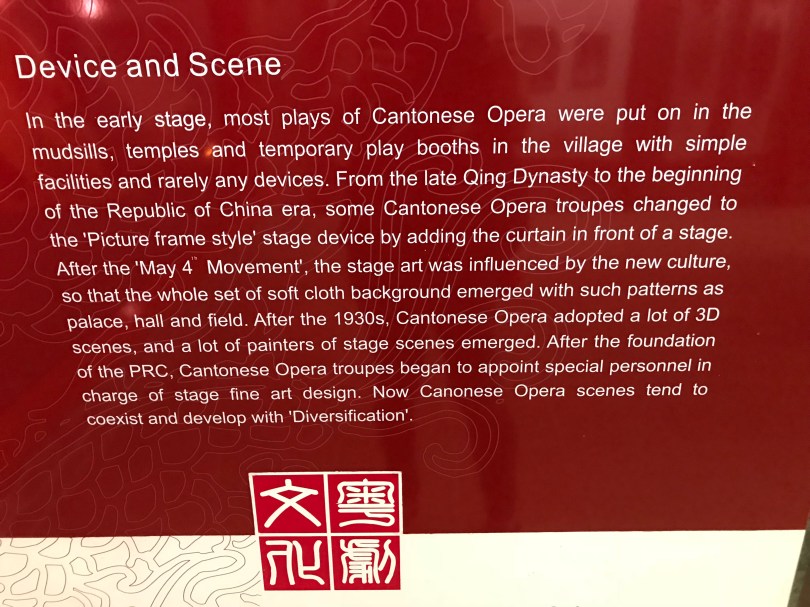 Device and Scene
In the early stage, most plays of Cantonese Opera were put on in the
mudsills, temples and temporary play booths in the village with simple
facilities and rarely any devices. From the late Qing Dynasty to the beginning
of the Republic of China era, some Cantonese Opera troupes changed to
the 'Picture frame style' stage device by adding the curtain in front of a stage.
After the 'May 4th Movement', the stage art was influenced by the new culture,
so that the whole set of soft cloth background emerged with such patterns as
palace, hall and field. After the 1930s, Cantonese Opera adopted a lot of 3D
scenes, and a lot of painters of stage scenes emerged. After the foundation
of the PRC, Cantonese Opera troupes began to appoint special personnel in
charge of stage fine art design. Now Canonese Opera scenes tend to
coexist and develop with 'Diversification'.
粵劇
文化